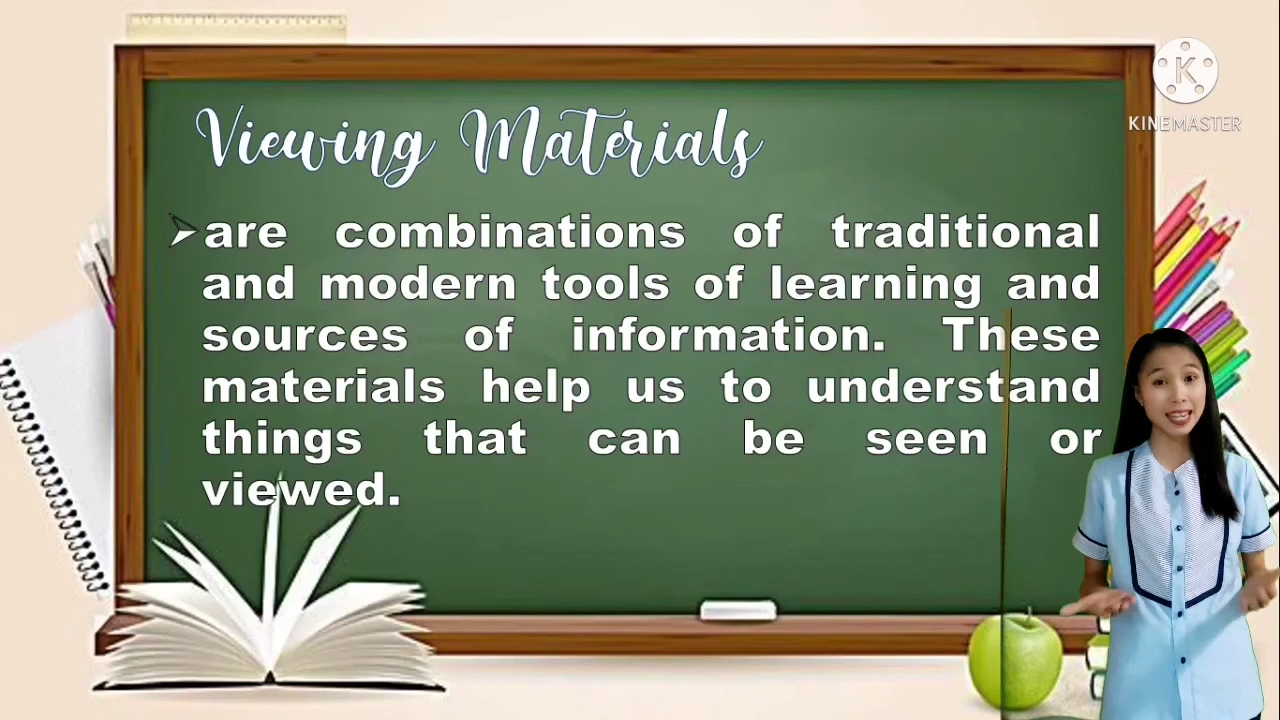 Viewing Materials
are combinations of traditional
and modern tools of learning and
sources of information. These
materials help us to understand
things that can be seen or
viewed.
K
KINEMASTER